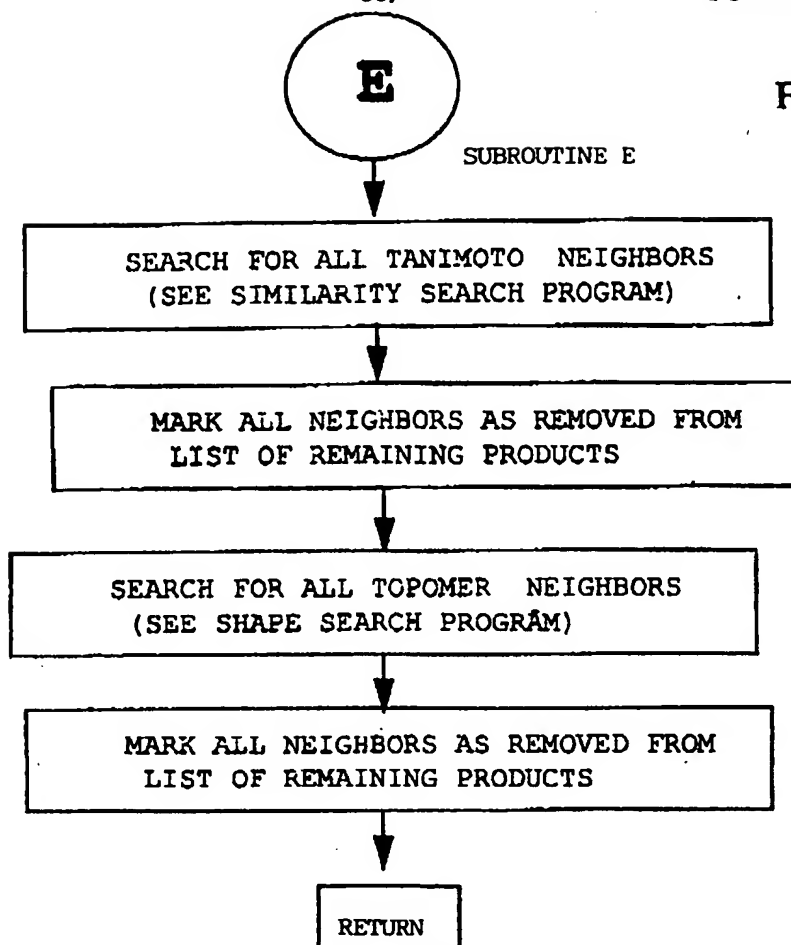 E
F
SUBROUTINE E
SEARCH FOR ALL TANIMOTO NEIGHBORS
(SEE SIMILARITY SEARCH PROGRAM)
MARK ALL NEIGHBORS AS REMOVED FROM
LIST OF REMAINING PRODUCTS
SEARCH FOR ALL TOPOMER NEIGHBORS
(SEE SHAPE SEARCH PROGRAM)
MARK ALL NEIGHBORS AS REMOVED FROM
LIST OF REMAINING PRODUCTS
RETURN